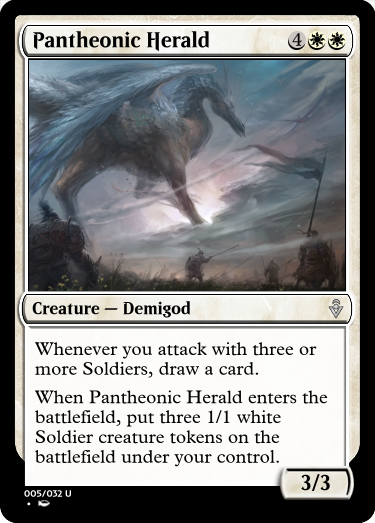 Pantheonic Herald 4
Creature — Demigod
Whenever you attack with three or
more Soldiers, draw a card.
When Pantheonic Herald enters the
battlefield, put three 1/1 white
Soldier creature tokens on the
battlefield under your control.
3/3
005/032 U